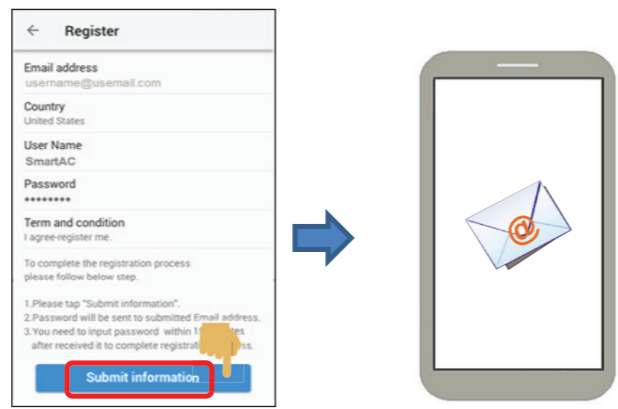 ← Register
Email address
username@usemail.com
Country
United States
User Name
SmartAC
Password
••••••••
Term and condition
I agree-register me.
To complete the registration process
please follow below step.
1.Please tap "Submit information".
2.Password will be sent to submitted Email address.
3.You need to input password within
after received it to complete registration
Submit information
@